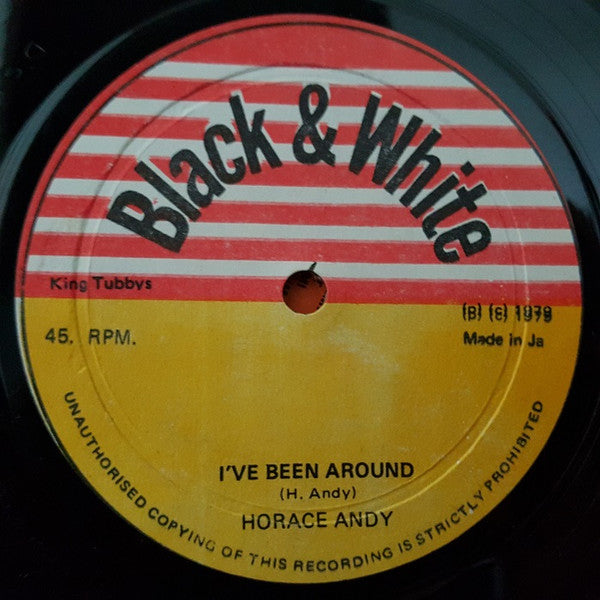 Black & White
King Tubbys
(B) (c) 1979
45. RPM.
Made in Ja
I'VE BEEN AROUND
(H. Andy)
HORACE ANDY
UNAUTHORISED COPYING OF THIS RECORDING IS STRICTLY PROHIBITED